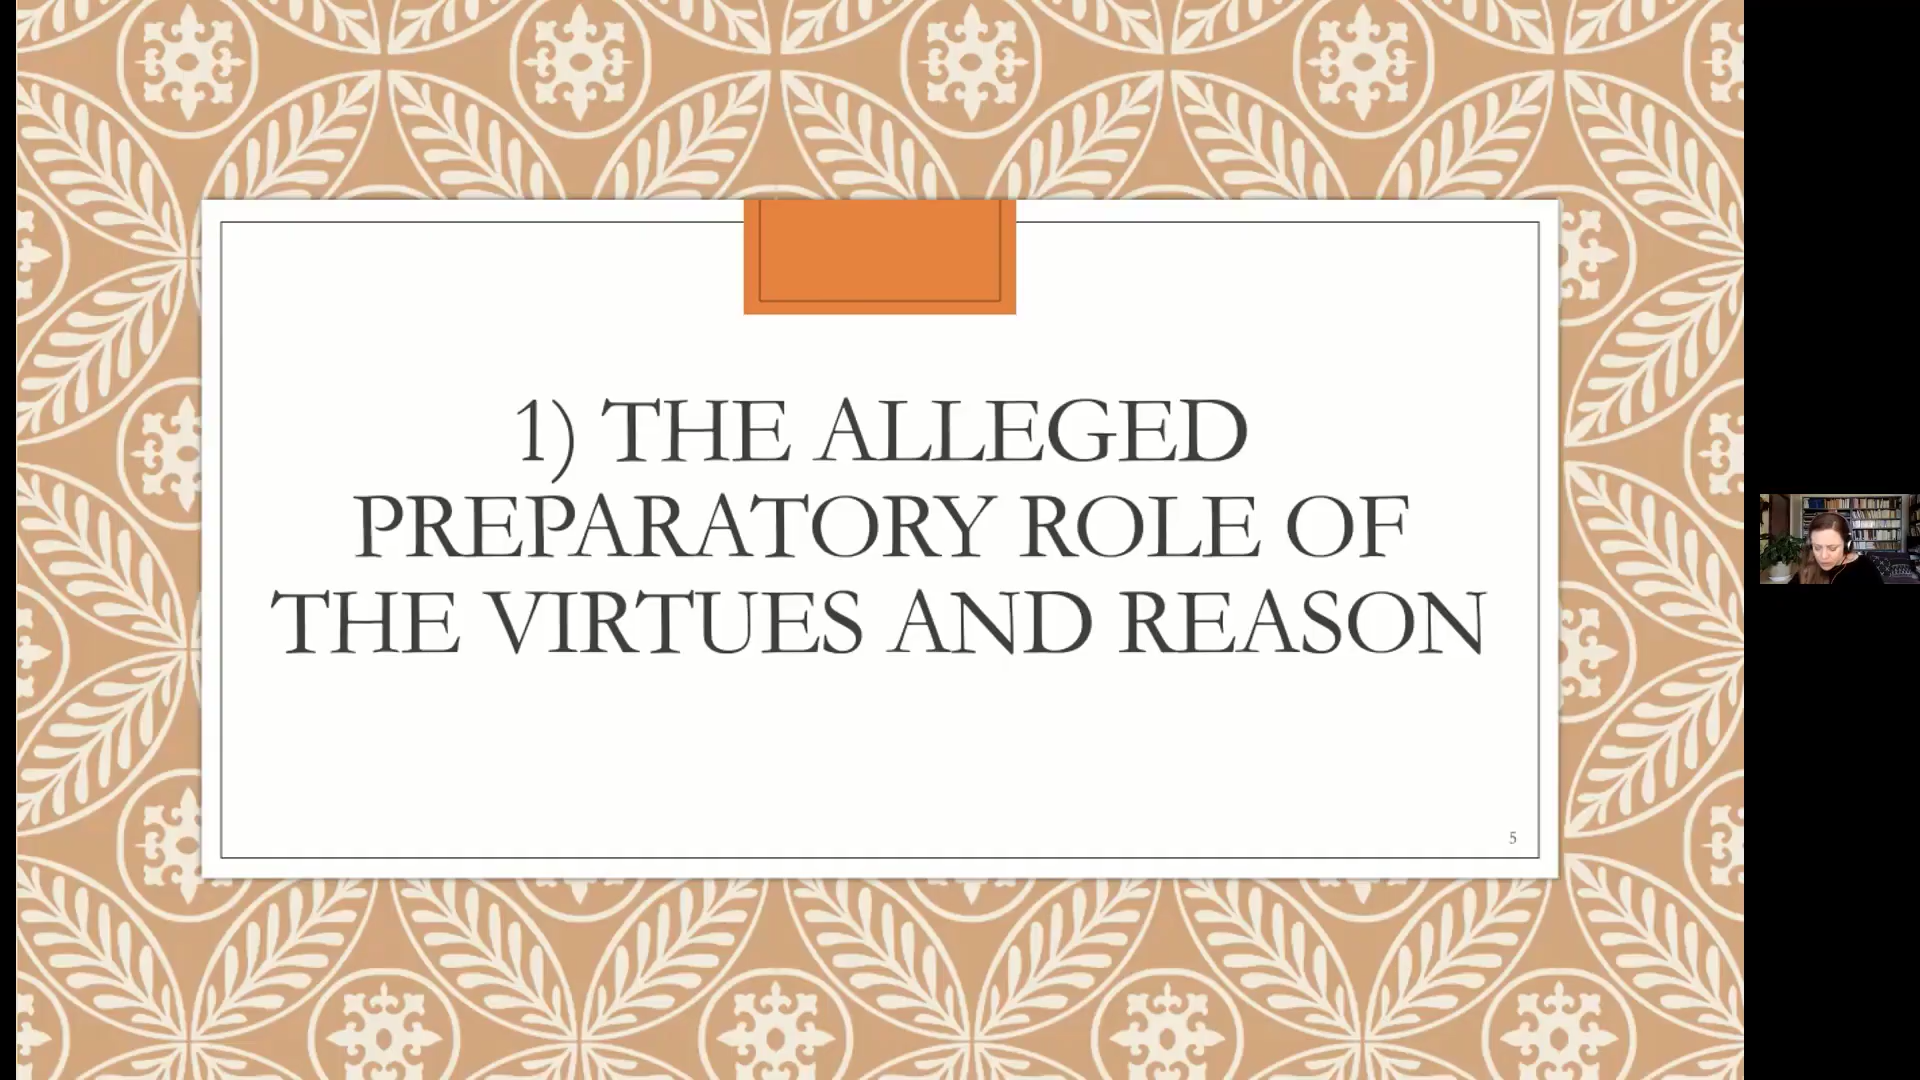 1) THE ALLEGED
PREPARATORY ROLE OF
THE VIRTUES AND REASON
5